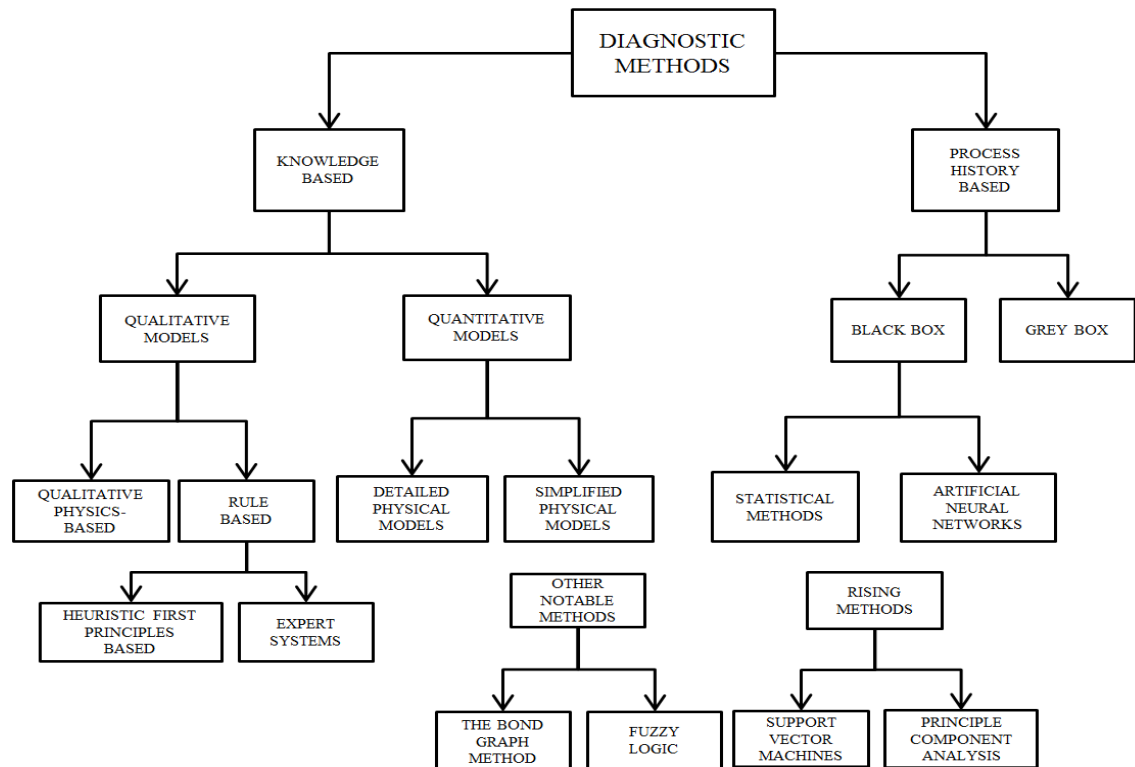 DIAGNOSTIC
METHODS
KNOWLEDGE
BASED
PROCESS
HISTORY
BASED
QUALITATIVE
MODELS
QUANTITATIVE
MODELS
BLACK BOX
GREY BOX
QUALITATIVE
PHYSICS-
BASED
RULE
BASED
DETAILED
PHYSICAL
MODELS
SIMPLIFIED
PHYSICAL
MODELS
STATISTICAL
METHODS
ARTIFICIAL
NEURAL
NETWORKS
HEURISTIC FIRST
PRINCIPLES
BASED
EXPERT
SYSTEMS
OTHER
NOTABLE
METHODS
RISING
METHODS
THE BOND
GRAPH
METHOD
FUZZY
LOGIC
SUPPORT
VECTOR
MACHINES
PRINCIPLE
COMPONENT
ANALYSIS